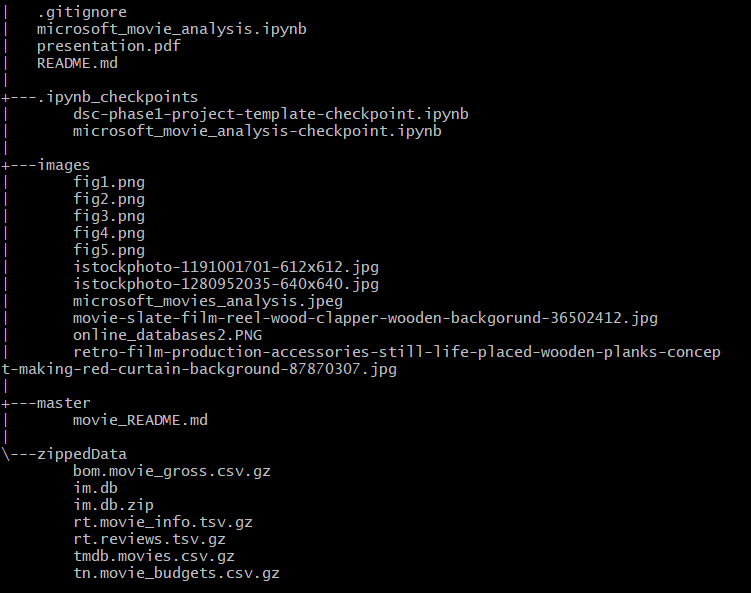 |   .gitignore
|   microsoft_movie_analysis.ipynb
|   presentation.pdf
|   README.md
|
+---.ipynb_checkpoints
|       dsc-phase1-project-template-checkpoint.ipynb
|       microsoft_movie_analysis-checkpoint.ipynb
|
+---images
|       fig1.png
|       fig2.png
|       fig3.png
|       fig4.png
|       fig5.png
|       istockphoto-1191001701-612x612.jpg
|       istockphoto-1280952035-640x640.jpg
|       microsoft_movies_analysis.jpeg
|       movie-slate-film-reel-wood-clapper-wooden-backgorund-36502412.jpg
|       online_databases2.PNG
|       retro-film-production-accessories-still-life-placed-wooden-planks-concep
t-making-red-curtain-background-87870307.jpg
|
+---master
|       movie_README.md
|
\---zippedData
        bom.movie_gross.csv.gz
        im.db
        im.db.zip
        rt.movie_info.tsv.gz
        rt.reviews.tsv.gz
        tmdb.movies.csv.gz
        tn.movie_budgets.csv.gz